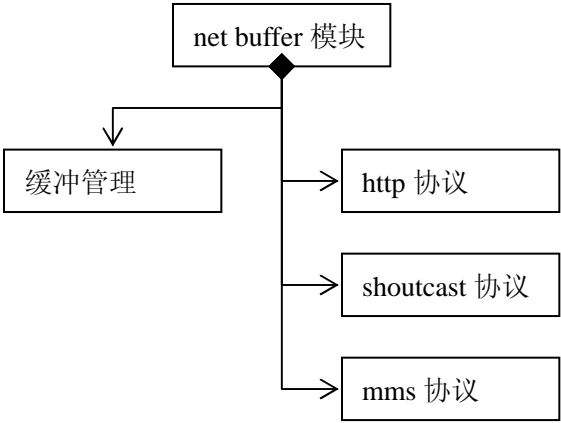 net buffer 模块
缓冲管理
http 协议
shoutcast 协议
mms 协议